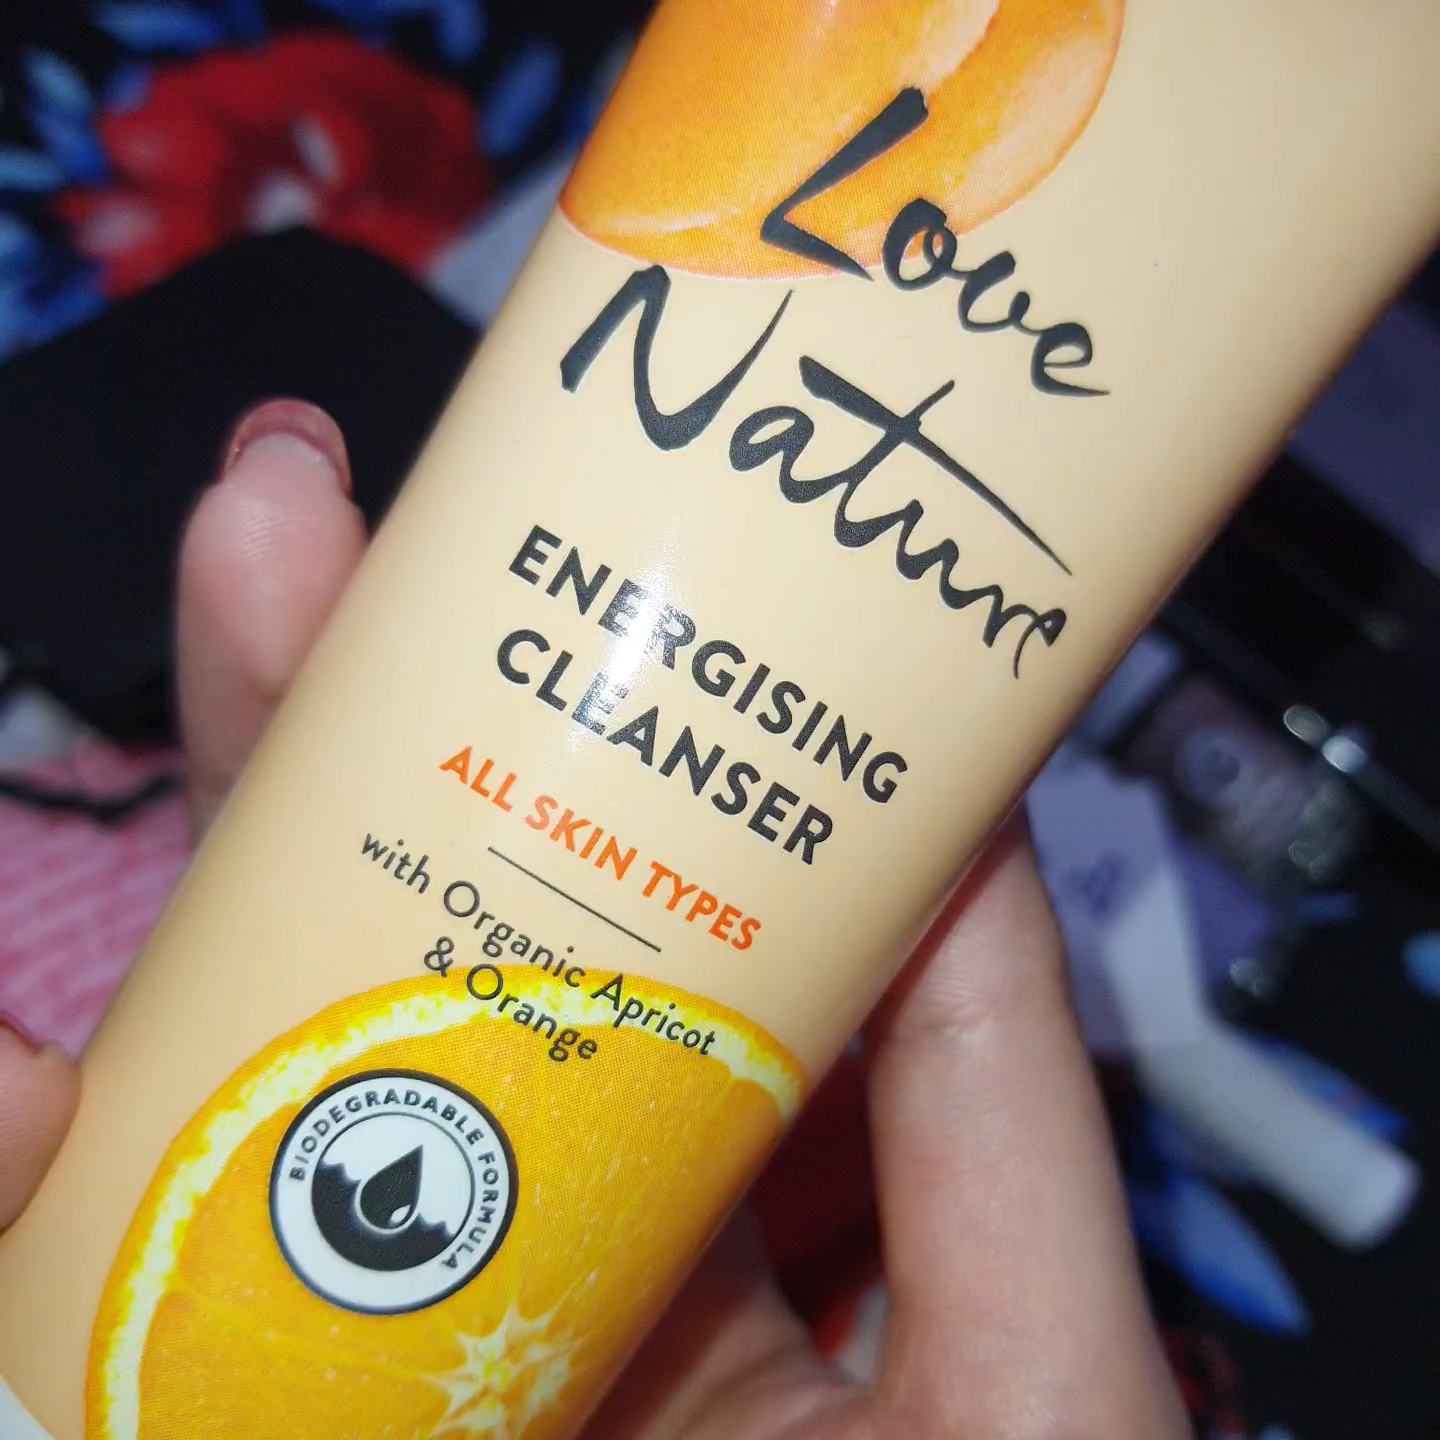 Love
Nature
ENERGISING
CLEANSER
ALL SKIN TYPES
with Organic Apricot
& Orange
BIODEGRADABLE FORMULA